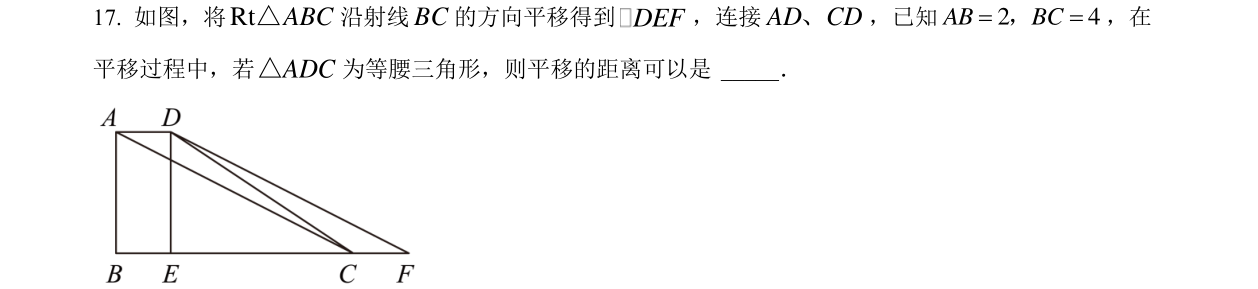 17. 如图，将Rt△ABC沿射线BC的方向平移得到□DEF，连接AD、CD，已知AB=2，BC=4，在
平移过程中，若△ADC为等腰三角形，则平移的距离可以是 _____．
A D
B E C F